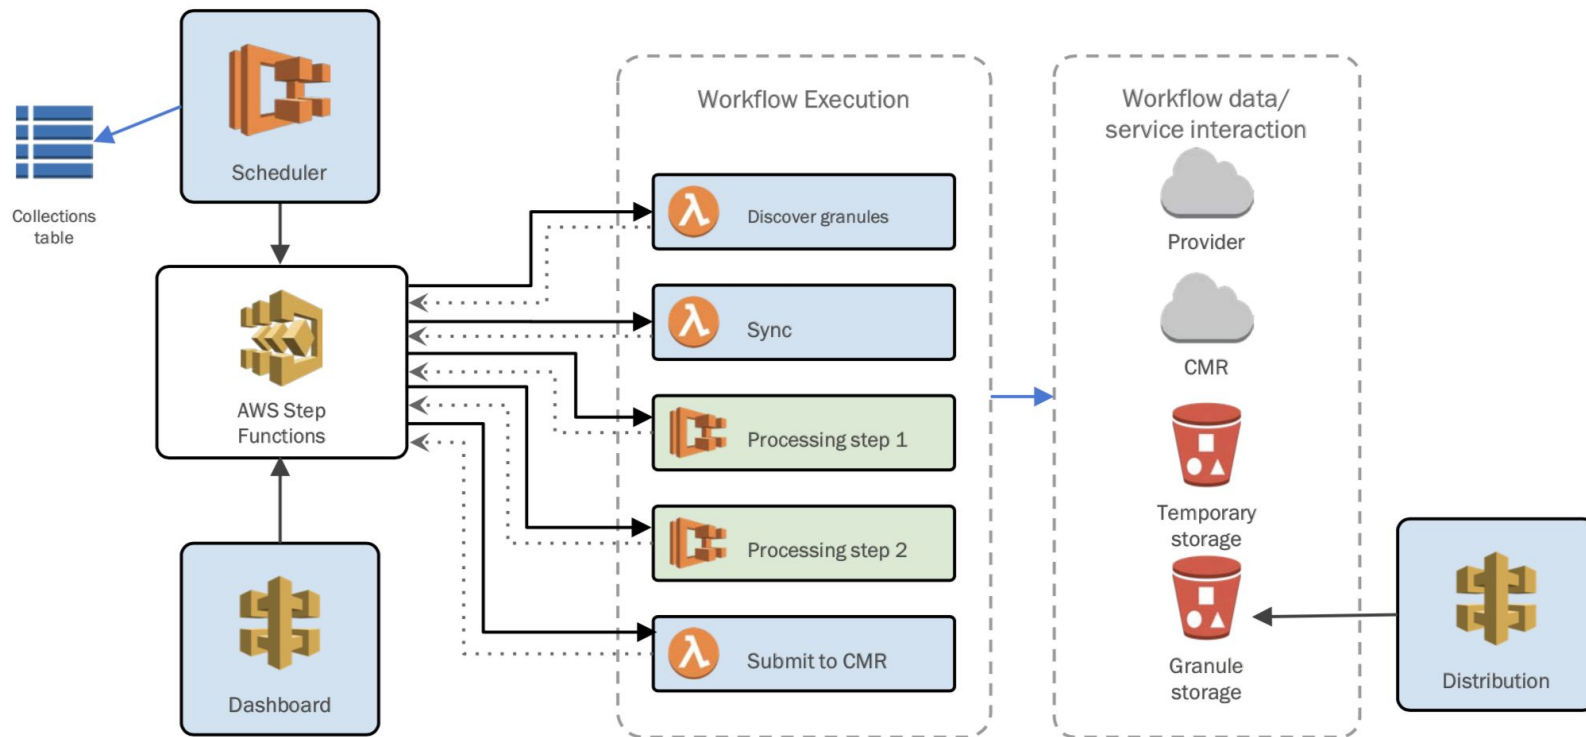 Scheduler
Collections
table
AWS Step
Functions
Dashboard
Workflow Execution
Discover granules
Sync
Processing step 1
Processing step 2
Submit to CMR
Workflow data/
service interaction
Provider
CMR
Temporary
storage
Granule
storage
Distribution